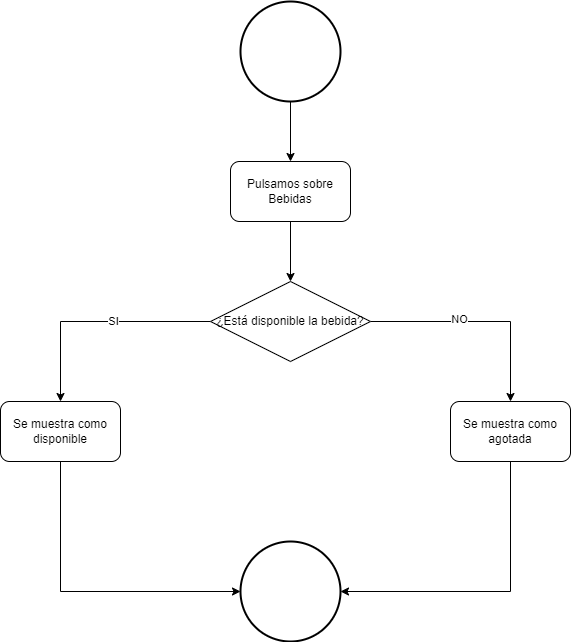 Pulsamos sobre
Bebidas
¿Está disponible la bebida?
SI
NO
Se muestra como
disponible
Se muestra como
agotada